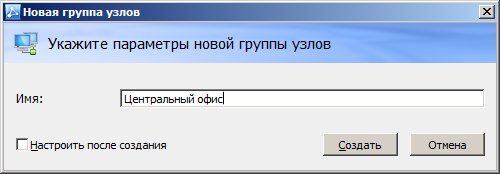 Новая группа узлов
Укажите параметры новой группы узлов
Имя: Центральный офис
Настроить после создания Создать Отмена